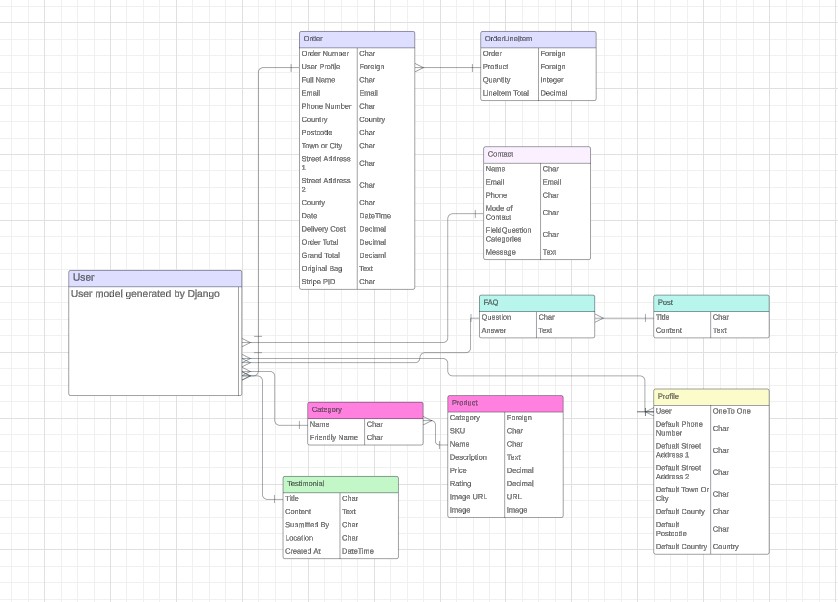 Order
Order Number Char
User Profile Foreign
Full Name Char
Email Email
Phone Number Char
Country Country
Postcode Char
Town or City Char
Street Address
1 Char
Street Address
2 Char
County Char
Date DateTime
Delivery Cost Decimal
Order Total Decimal
Grand Total Deciaml
Original Bag Text
Stripe PID Char
OrderLineItem
Order Foreign
Product Foreign
Quantity Integer
LineItem Total Decimal
Contact
Name Char
Email Email
Phone Char
Mode of
Contact Char
FieldQuestion
Categories Char
Message Text
User
User model generated by Django
FAQ
Question Char
Answer Text
Post
Title Char
Content Text
Category
Name Char
Friendly Name Char
Product
Category Foreign
SKU Char
Name Char
Description Text
Price Decimal
Rating Decimal
Image URL URL
Image Image
Profile
User OneTo One
Default Phone
Number Char
Default Street
Address 1 Char
Default Street
Address 2 Char
Default Town Or
City Char
Default County Char
Default
Postcode Char
Default Country Country
Testimonial
Title Char
Content Text
Submitted By Char
Location Char
Created At DateTime